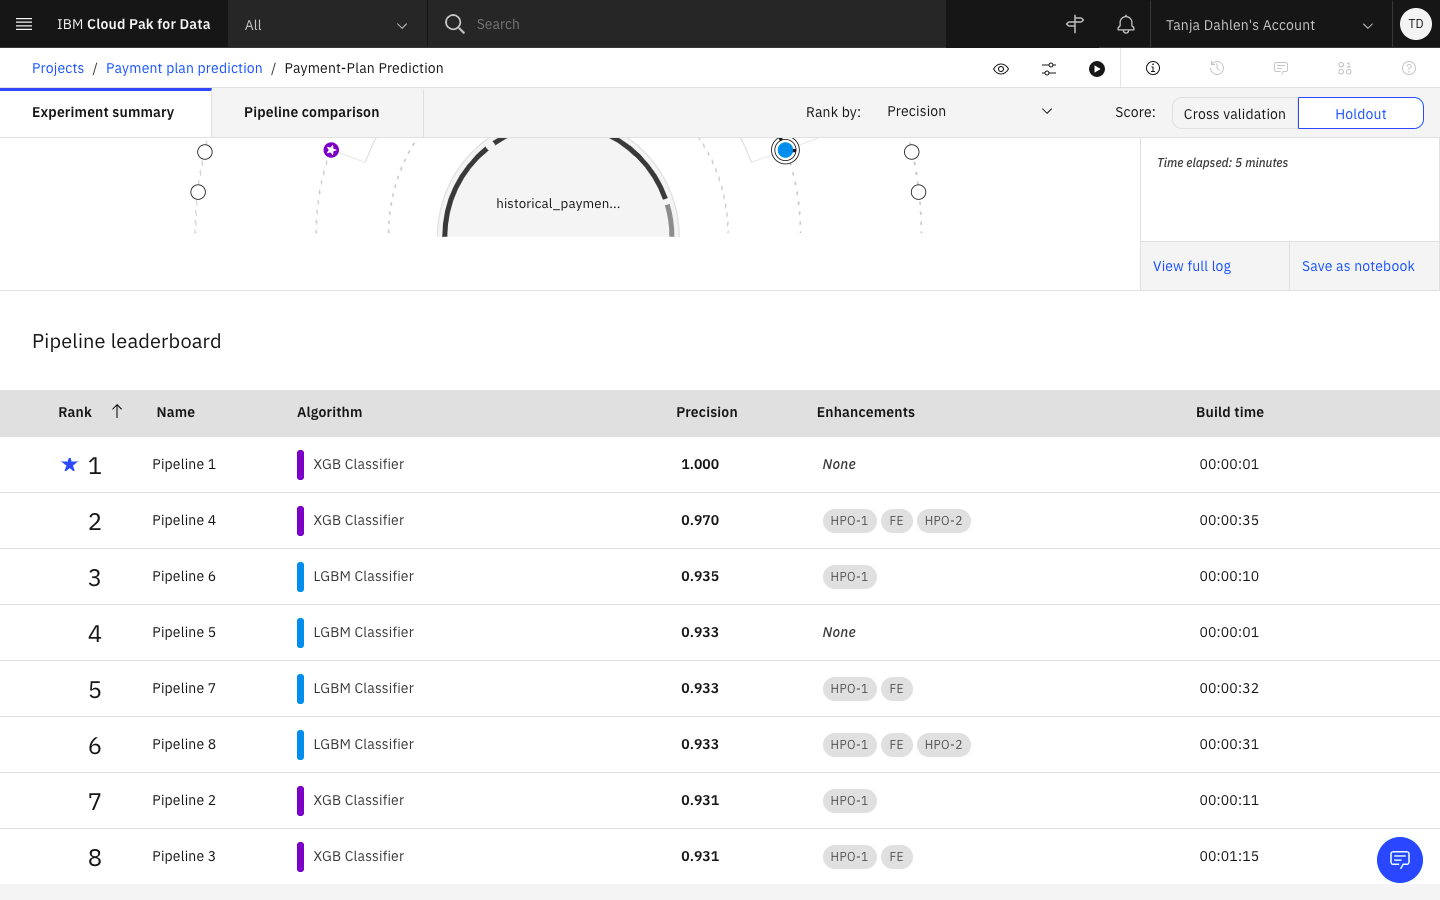 IBM Cloud Pak for Data
All
Search
Tanja Dahlen's Account
TD
Projects / Payment plan prediction / Payment-Plan Prediction
Experiment summary
Pipeline comparison
Rank by: Precision
Score: Cross validation Holdout
historical_paymen...
Time elapsed: 5 minutes
View full log
Save as notebook
Pipeline leaderboard
Rank Name Algorithm Precision Enhancements Build time
1 Pipeline 1 XGB Classifier 1.000 None 00:00:01
2 Pipeline 4 XGB Classifier 0.970 HPO-1 FE HPO-2 00:00:35
3 Pipeline 6 LGBM Classifier 0.935 HPO-1 00:00:10
4 Pipeline 5 LGBM Classifier 0.933 None 00:00:01
5 Pipeline 7 LGBM Classifier 0.933 HPO-1 FE 00:00:32
6 Pipeline 8 LGBM Classifier 0.933 HPO-1 FE HPO-2 00:00:31
7 Pipeline 2 XGB Classifier 0.931 HPO-1 00:00:11
8 Pipeline 3 XGB Classifier 0.931 HPO-1 FE 00:01:15